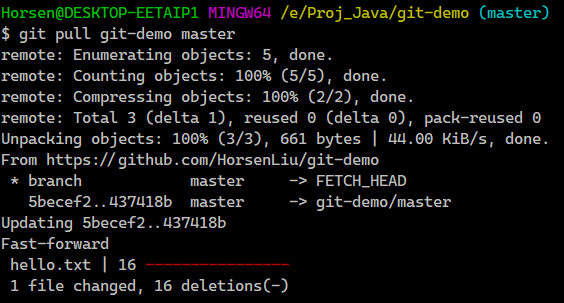 Horsen@DESKTOP-EETAIP1 MINGW64 /e/Proj_Java/git-demo (master)
$ git pull git-demo master
remote: Enumerating objects: 5, done.
remote: Counting objects: 100% (5/5), done.
remote: Compressing objects: 100% (2/2), done.
remote: Total 3 (delta 1), reused 0 (delta 0), pack-reused 0
Unpacking objects: 100% (3/3), 661 bytes | 44.00 KiB/s, done.
From https://github.com/HorsenLiu/git-demo
 * branch            master     -> FETCH_HEAD
   5becef2..437418b  master     -> git-demo/master
Updating 5becef2..437418b
Fast-forward
 hello.txt | 16 ----------------
 1 file changed, 16 deletions(-)